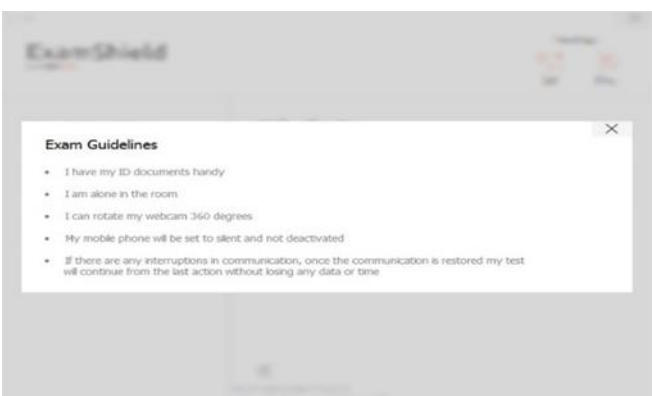 ExamShield
Exam Guidelines
• I have my ID documents handy
• I am alone in the room
• I can rotate my webcam 360 degrees
• My mobile phone will be set to silent and not deactivated
• If there are any interruptions in communication, once the communication is restored my test
will continue from the last action without losing any data or time